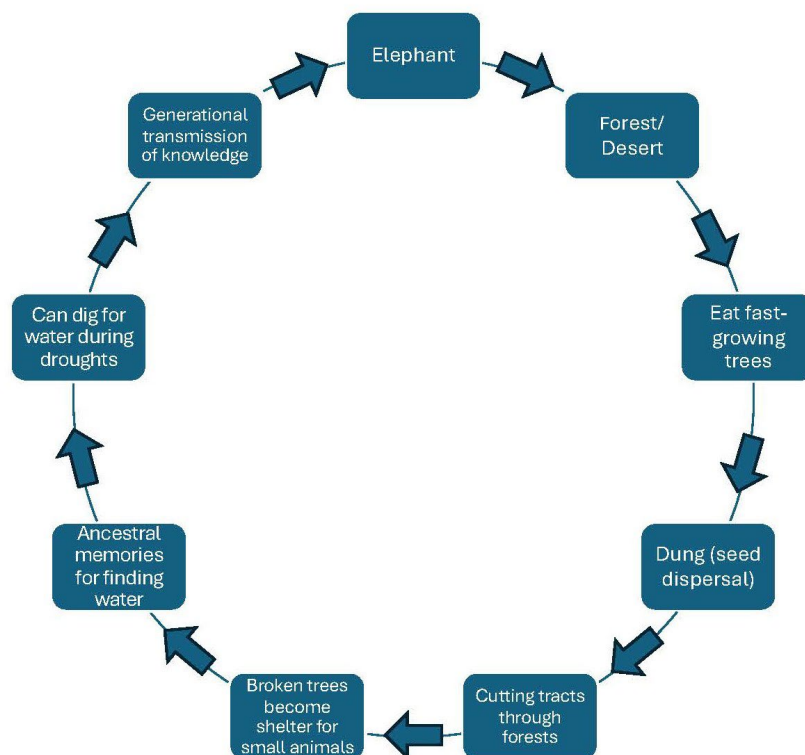 Elephant
Forest/
Desert
Eat fast-
growing
trees
Dung (seed
dispersal)
Cutting tracts
through
forests
Broken trees
become
shelter for
small animals
Ancestral
memories
for finding
water
Can dig for
water during
droughts
Generational
transmission
of knowledge